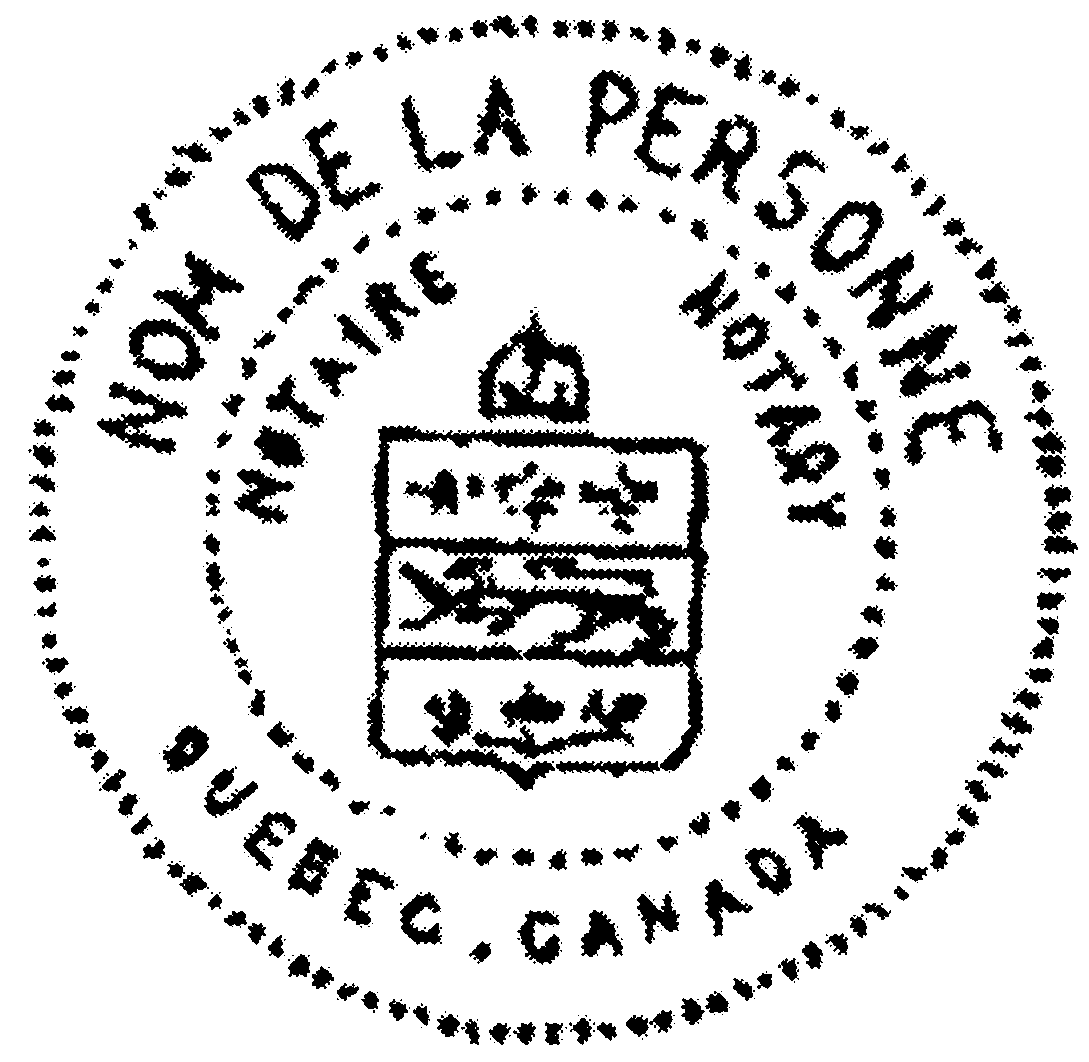 NOM DE LA PERSONNE
NOTAIRE
NOTARY
QUEBEC, CANADA